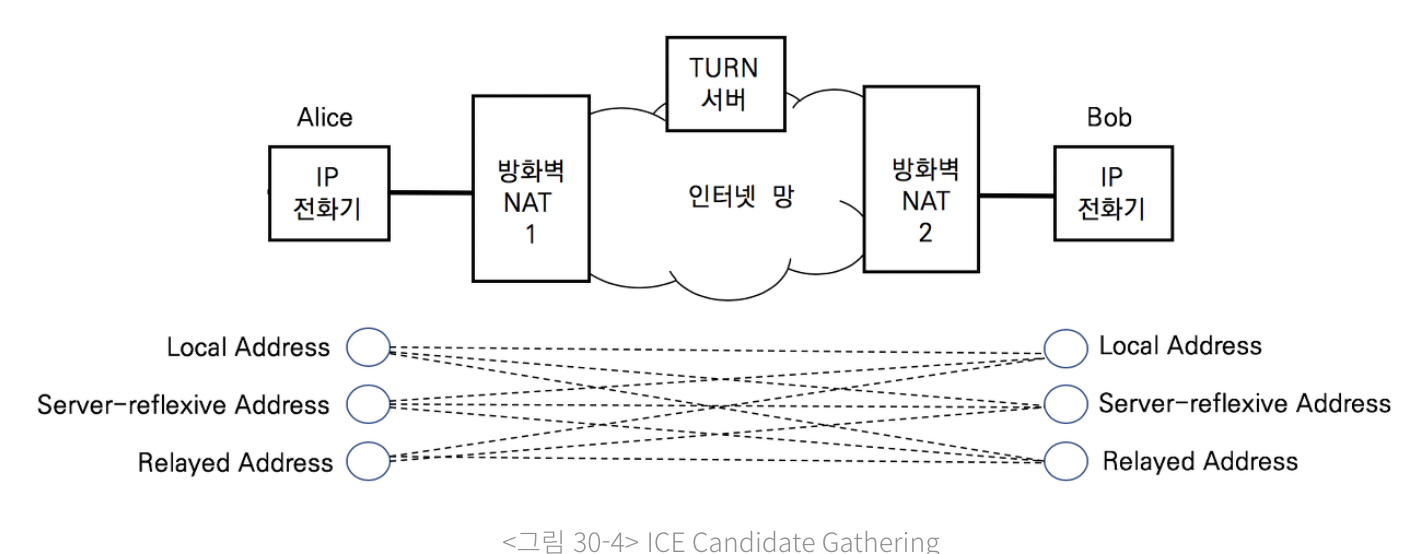 TURN
서버
Alice
Bob
IP
전화기
방화벽
NAT
1
인터넷 망
방화벽
NAT
2
IP
전화기
Local Address
Local Address
Server-reflexive Address
Server-reflexive Address
Relayed Address
Relayed Address
<그림 30-4> ICE Candidate Gathering